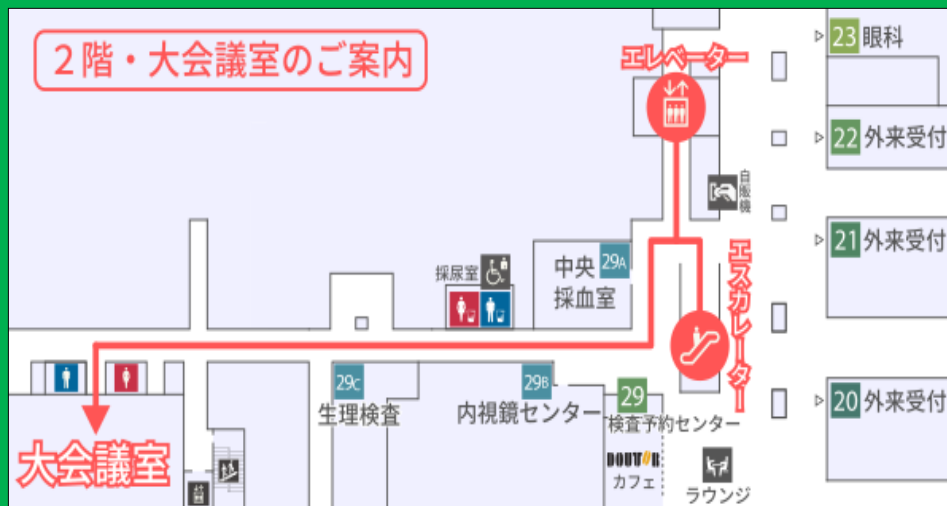 2階・大会議室のご案内
エレベーター
23 眼科
22 外来受付
自販機
21 外来受付
エスカレーター
採尿室
中央 29A
採血室
29C
生理検査
29B
内視鏡センター
29
検査予約センター
20 外来受付
大会議室
DOUTOR
カフェ
ラウンジ